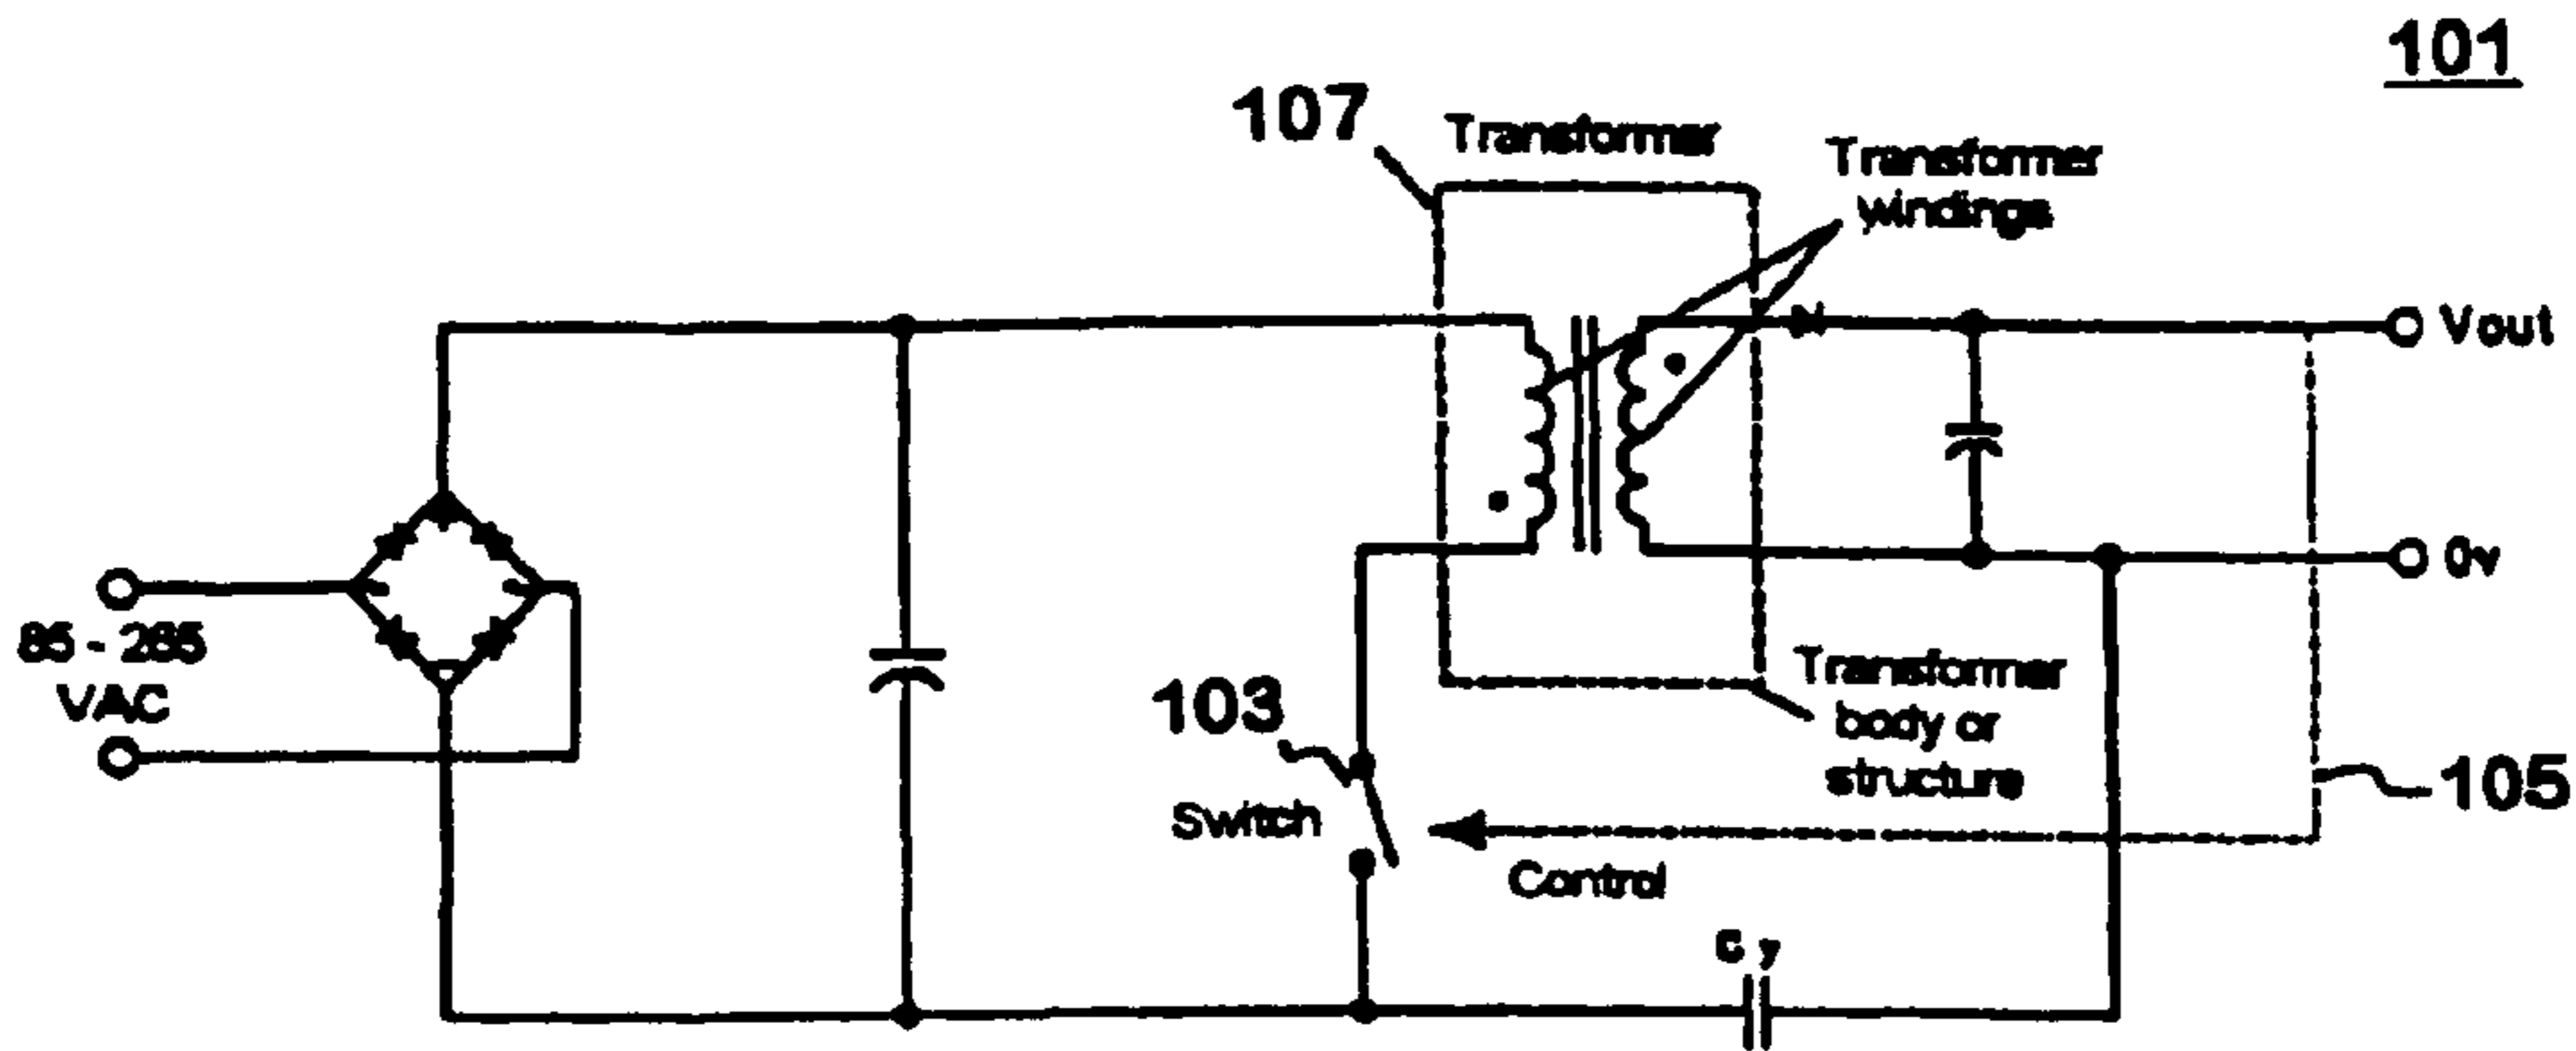 101
107
Transformer
Transformer
windings
Vout
0v
85 - 265
VAC
103
Switch
Transformer
body or
structure
105
Control
C y